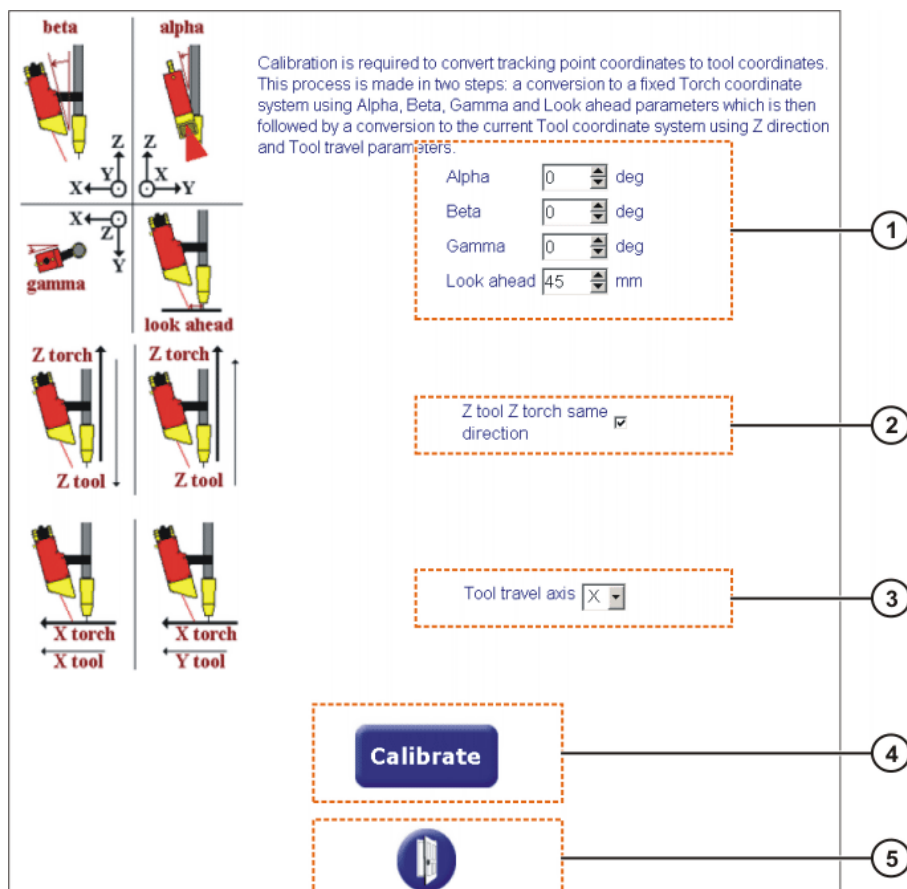 beta
alpha
Calibration is required to convert tracking point coordinates to tool coordinates.
This process is made in two steps: a conversion to a fixed Torch coordinate
system using Alpha, Beta, Gamma and Look ahead parameters which is then
followed by a conversion to the current Tool coordinate system using Z direction
and Tool travel parameters.
Z
Z
Y
X
X
Y
X
Z
Y
gamma
look ahead
Alpha 0 deg
Beta 0 deg
Gamma 0 deg
Look ahead 45 mm
1
Z torch
Z torch
Z tool
Z tool
Z tool Z torch same
direction
2
X torch
X torch
X tool
Y tool
Tool travel axis X
3
Calibrate
4
5